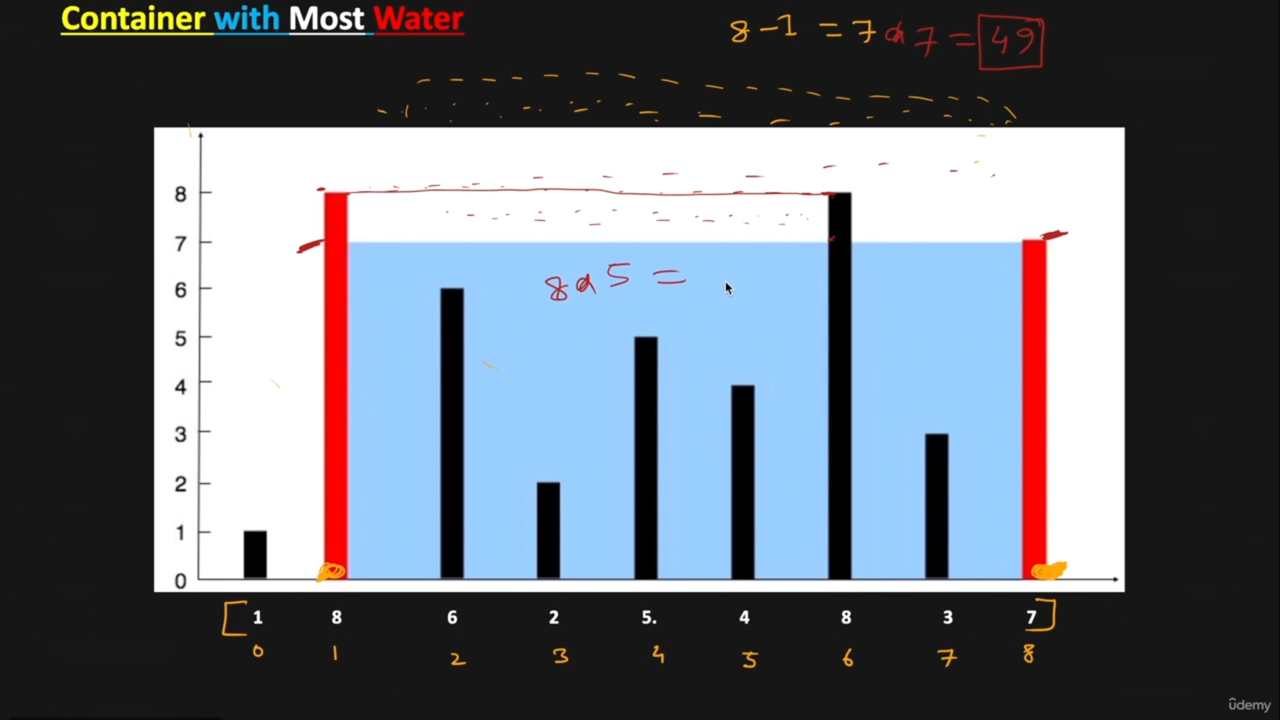 Container with Most Water
8 - 1 = 7 x 7 = 49
8
7
6
5
4
3
2
1
0
8 x 5 =
[ 1 8 6 2 5. 4 8 3 7 ]
0 1 2 3 4 5 6 7 8
ûdemy